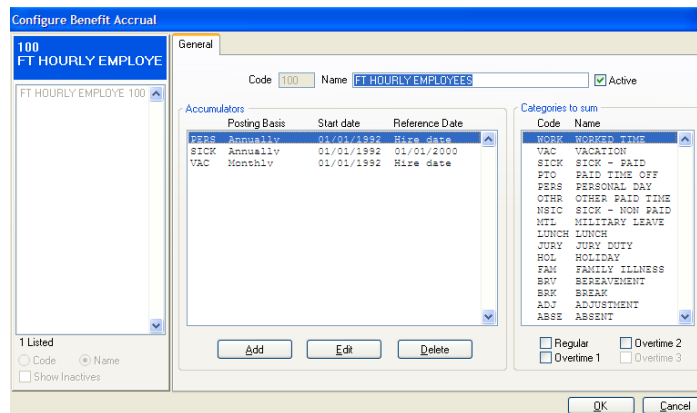 Configure Benefit Accrual
100
FT HOURLY EMPLOYE
FT HOURLY EMPLOYE 100
1 Listed
Code Name
Show Inactives
General
Code 100 Name FT HOURLY EMPLOYEES Active
Accumulators
Posting Basis Start date Reference Date
PERS Annually 01/01/1992 Hire date
SICK Annually 01/01/1992 01/01/2000
VAC Monthly 01/01/1992 Hire date
Add Edit Delete
Categories to sum
Code Name
WORK WORKED TIME
VAC VACATION
SICK SICK - PAID
PTO PAID TIME OFF
PERS PERSONAL DAY
OTHR OTHER PAID TIME
NSIC SICK - NON PAID
MTL MILITARY LEAVE
LUNCH LUNCH
JURY JURY DUTY
HOL HOLIDAY
FAM FAMILY ILLNESS
BRV BEREAVEMENT
BRK BREAK
ADJ ADJUSTMENT
ABSE ABSENT
Regular Overtime 2
Overtime 1 Overtime 3
OK Cancel